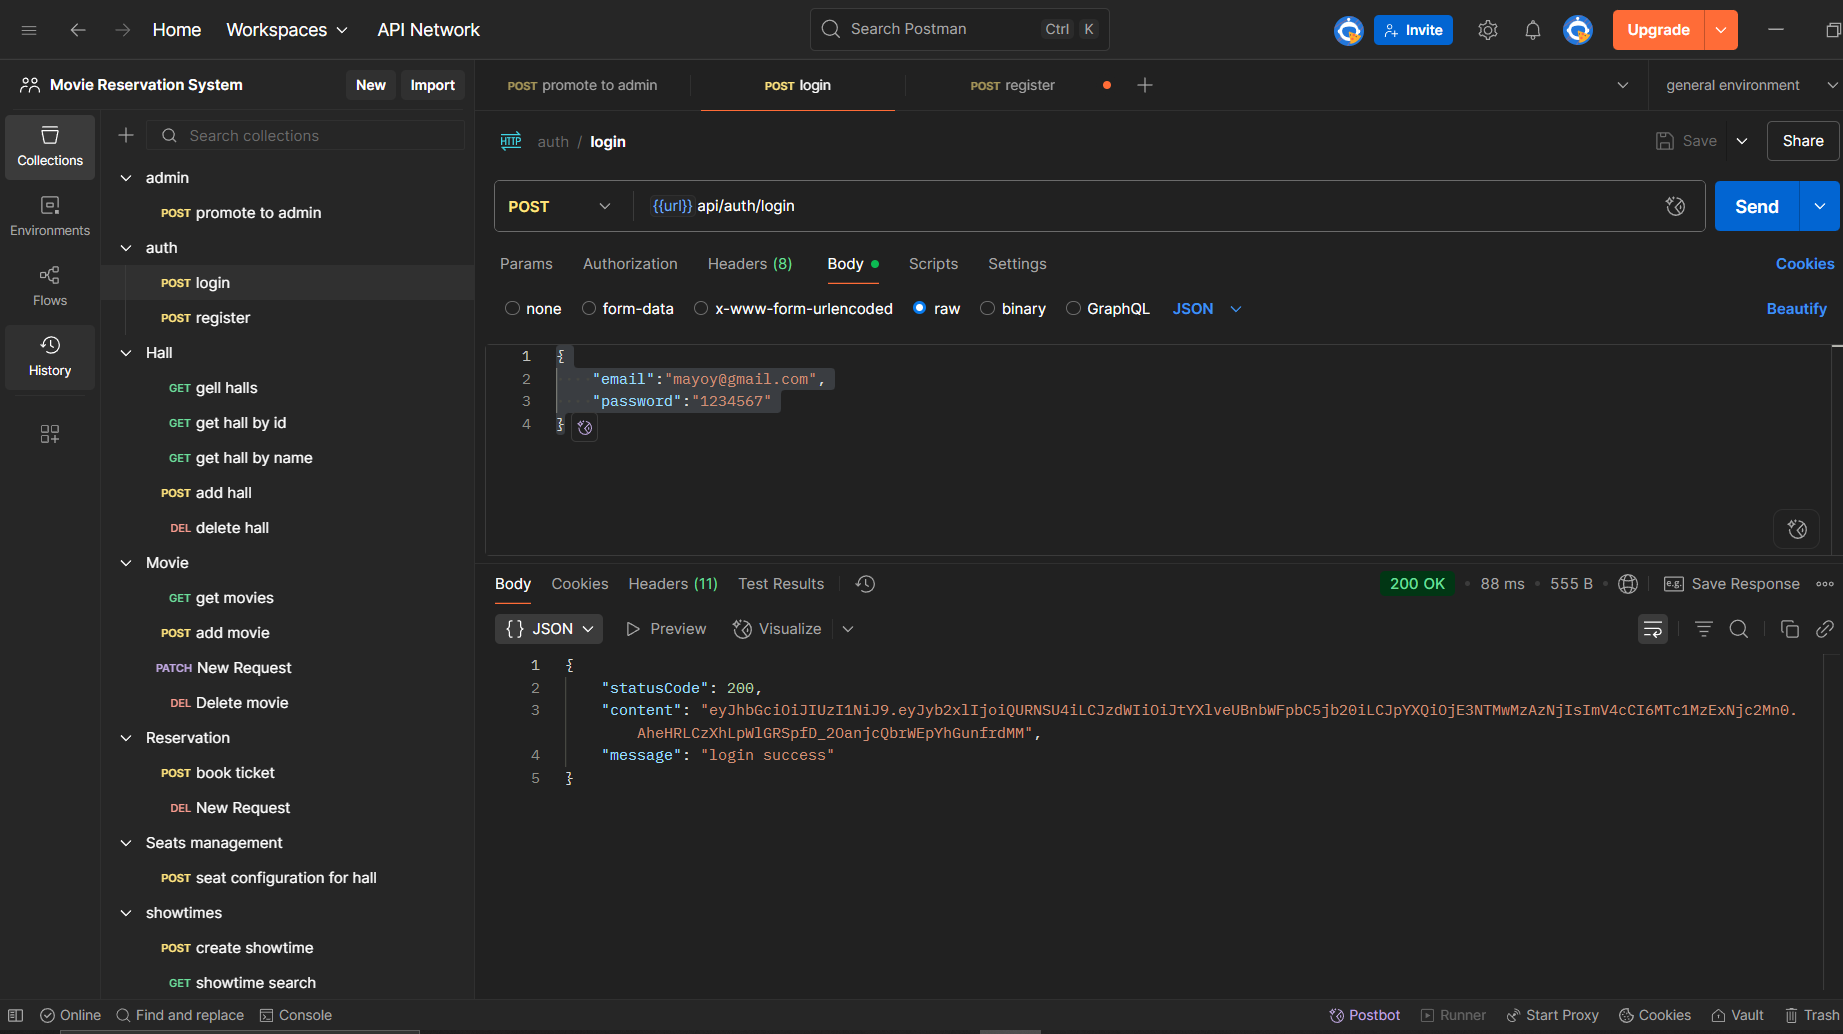 Home
Workspaces
API Network
Search Postman
Ctrl K
Invite
Upgrade
Movie Reservation System
New
Import
POST promote to admin
POST login
POST register
general environment
Collections
Environments
Flows
History
Search collections
admin
POST promote to admin
auth
POST login
POST register
Hall
GET gell halls
GET get hall by id
GET get hall by name
POST add hall
DEL delete hall
Movie
GET get movies
POST add movie
PATCH New Request
DEL Delete movie
Reservation
POST book ticket
DEL New Request
Seats management
POST seat configuration for hall
showtimes
POST create showtime
GET showtime search
HTTP auth / login
Save
Share
POST {{url}} api/auth/login
Send
Params Authorization Headers (8) Body Scripts Settings
Cookies
none form-data x-www-form-urlencoded raw binary GraphQL JSON
Beautify
1 {
2 "email":"mayoy@gmail.com",
3 "password":"1234567"
4 }
Body Cookies Headers (11) Test Results
200 OK • 88 ms • 555 B
e.g. Save Response
{} JSON Preview Visualize
1 {
2 "statusCode": 200,
3 "content": "eyJhbGciOiJIUzI1NiJ9.eyJyb2xlIjoiQURNSU4iLCJzdWIiOiJtYXlveUBnbWFpbC5jb20iLCJpYXQiOjE3NTMwMzAzNjIsImV4cCI6MTc1MzExNjc2Mn0.
AheHRLCzXhLpWlGRSpfD_2OanjcQbrWEpYhGunfrdMM",
4 "message": "login success"
5 }
Online
Find and replace
Console
Postbot
Runner
Start Proxy
Cookies
Vault
Trash